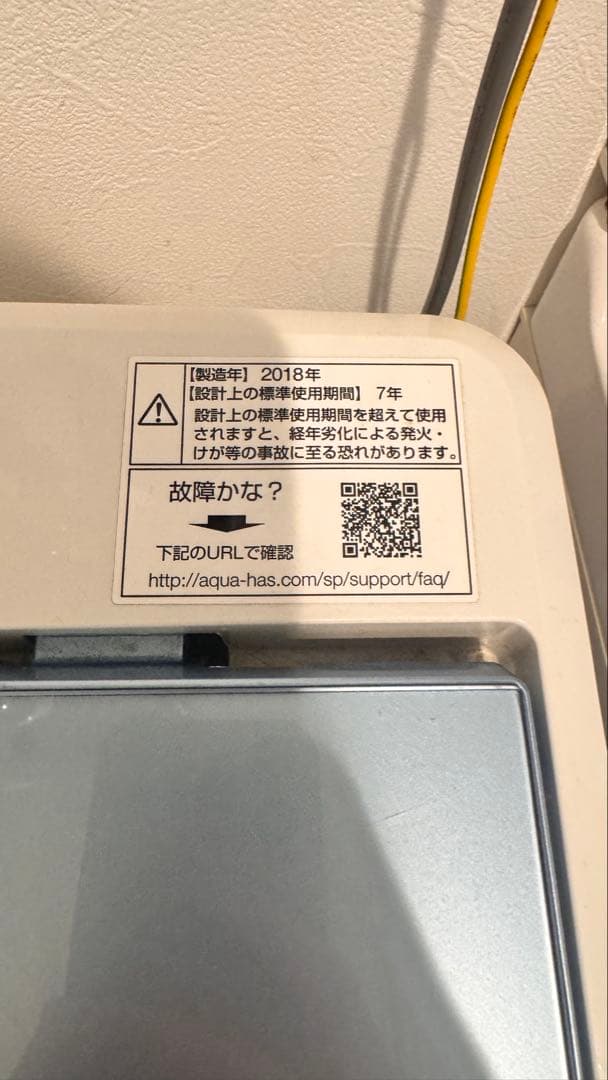 【製造年】 2018年
【設計上の標準使用期間】 7年
設計上の標準使用期間を超えて使用
されますと、経年劣化による発火・
けが等の事故に至る恐れがあります。
故障かな？
下記のURLで確認
http://aqua-has.com/sp/support/faq/